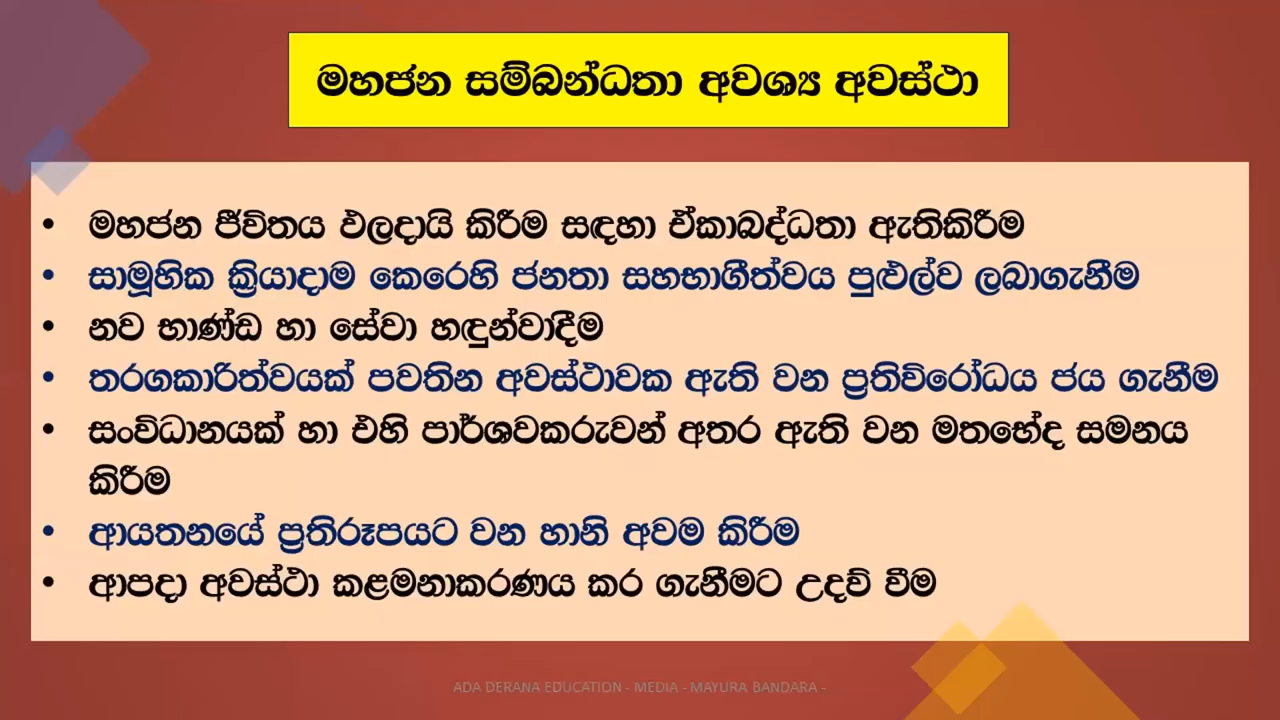 මහජන සම්බන්ධතා අවශ්‍ය අවස්ථා
• මහජන ජීවිතය ඵලදායි කිරීම සඳහා ඒකාබද්ධතා ඇතිකිරීම
• සාමූහික ක්‍රියාදාම කෙරෙහි ජනතා සහභාගීත්වය පුළුල්ව ලබාගැනීම
• නව භාණ්ඩ හා සේවා හඳුන්වාදීම
• තරගකාරිත්වයක් පවතින අවස්ථාවක ඇති වන ප්‍රතිවිරෝධය ජය ගැනීම
• සංවිධානයක් හා එහි පාර්ශවකරුවන් අතර ඇති වන මතභේද සමනය
කිරීම
• ආයතනයේ ප්‍රතිරූපයට වන හානි අවම කිරීම
• ආපදා අවස්ථා කළමනාකරණය කර ගැනීමට උදව් වීම
ADA DERANA EDUCATION - MEDIA - MAYURA BANDARA -